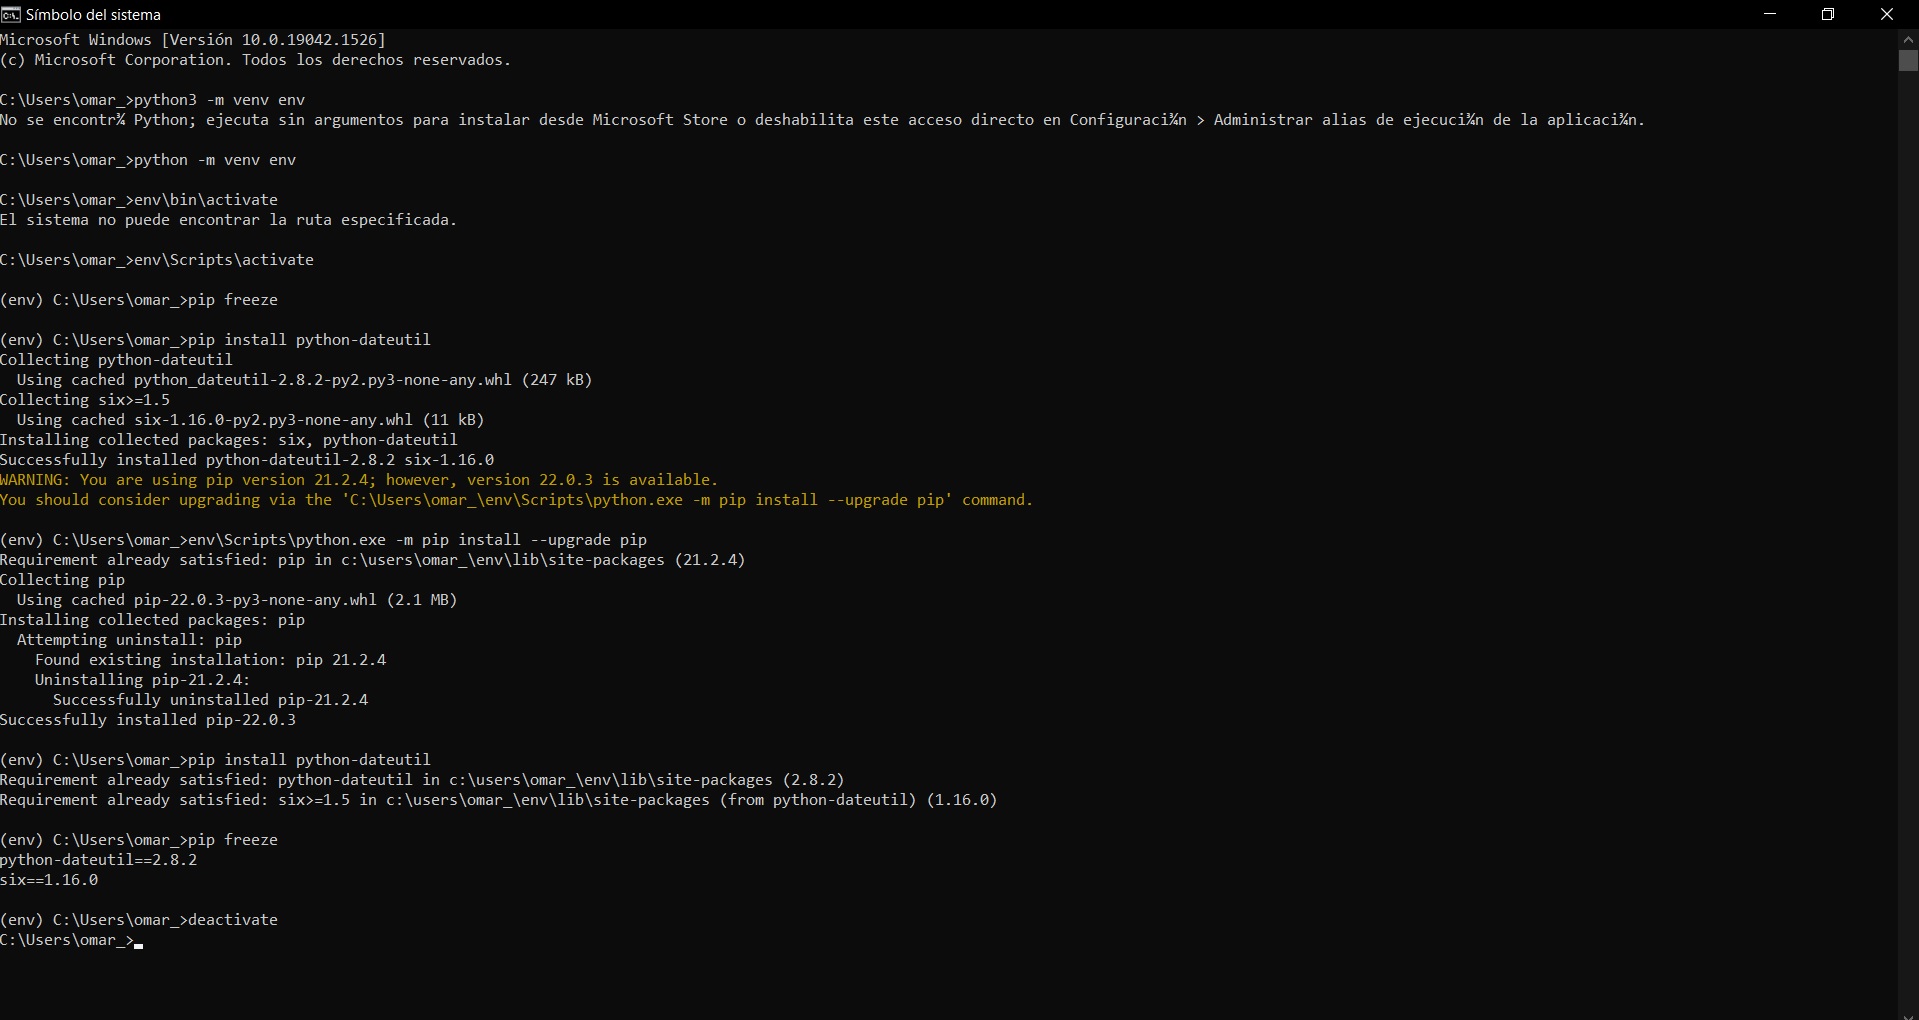 Símbolo del sistema
Microsoft Windows [Versión 10.0.19042.1526]
(c) Microsoft Corporation. Todos los derechos reservados.
C:\Users\omar_>python3 -m venv env
No se encontr¾ Python; ejecuta sin argumentos para instalar desde Microsoft Store o deshabilita este acceso directo en Configuraci¾n > Administrar alias de ejecuci¾n de la aplicaci¾n.
C:\Users\omar_>python -m venv env
C:\Users\omar_>env\bin\activate
El sistema no puede encontrar la ruta especificada.
C:\Users\omar_>env\Scripts\activate
(env) C:\Users\omar_>pip freeze
(env) C:\Users\omar_>pip install python-dateutil
Collecting python-dateutil
  Using cached python_dateutil-2.8.2-py2.py3-none-any.whl (247 kB)
Collecting six>=1.5
  Using cached six-1.16.0-py2.py3-none-any.whl (11 kB)
Installing collected packages: six, python-dateutil
Successfully installed python-dateutil-2.8.2 six-1.16.0
WARNING: You are using pip version 21.2.4; however, version 22.0.3 is available.
You should consider upgrading via the 'C:\Users\omar_\env\Scripts\python.exe -m pip install --upgrade pip' command.
(env) C:\Users\omar_>env\Scripts\python.exe -m pip install --upgrade pip
Requirement already satisfied: pip in c:\users\omar_\env\lib\site-packages (21.2.4)
Collecting pip
  Using cached pip-22.0.3-py3-none-any.whl (2.1 MB)
Installing collected packages: pip
  Attempting uninstall: pip
    Found existing installation: pip 21.2.4
    Uninstalling pip-21.2.4:
      Successfully uninstalled pip-21.2.4
Successfully installed pip-22.0.3
(env) C:\Users\omar_>pip install python-dateutil
Requirement already satisfied: python-dateutil in c:\users\omar_\env\lib\site-packages (2.8.2)
Requirement already satisfied: six>=1.5 in c:\users\omar_\env\lib\site-packages (from python-dateutil) (1.16.0)
(env) C:\Users\omar_>pip freeze
python-dateutil==2.8.2
six==1.16.0
(env) C:\Users\omar_>deactivate
C:\Users\omar_>